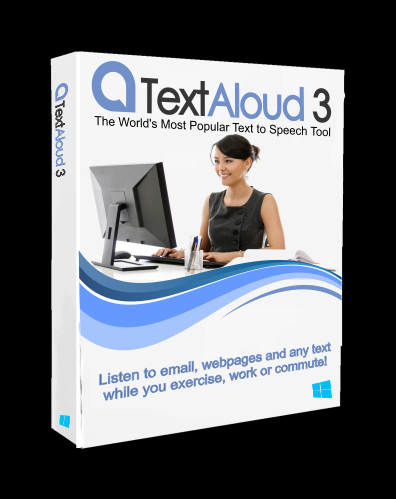 TextAloud 3
The World's Most Popular Text to Speech Tool
TextAloud 3
Listen to email, webpages and any text
while you exercise, work or commute!